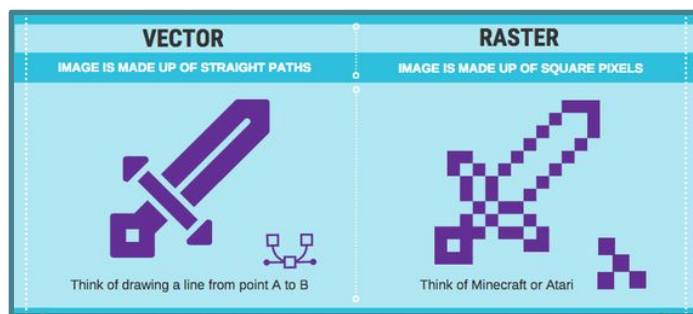 VECTOR
IMAGE IS MADE UP OF STRAIGHT PATHS
Think of drawing a line from point A to B
RASTER
IMAGE IS MADE UP OF SQUARE PIXELS
Think of Minecraft or Atari